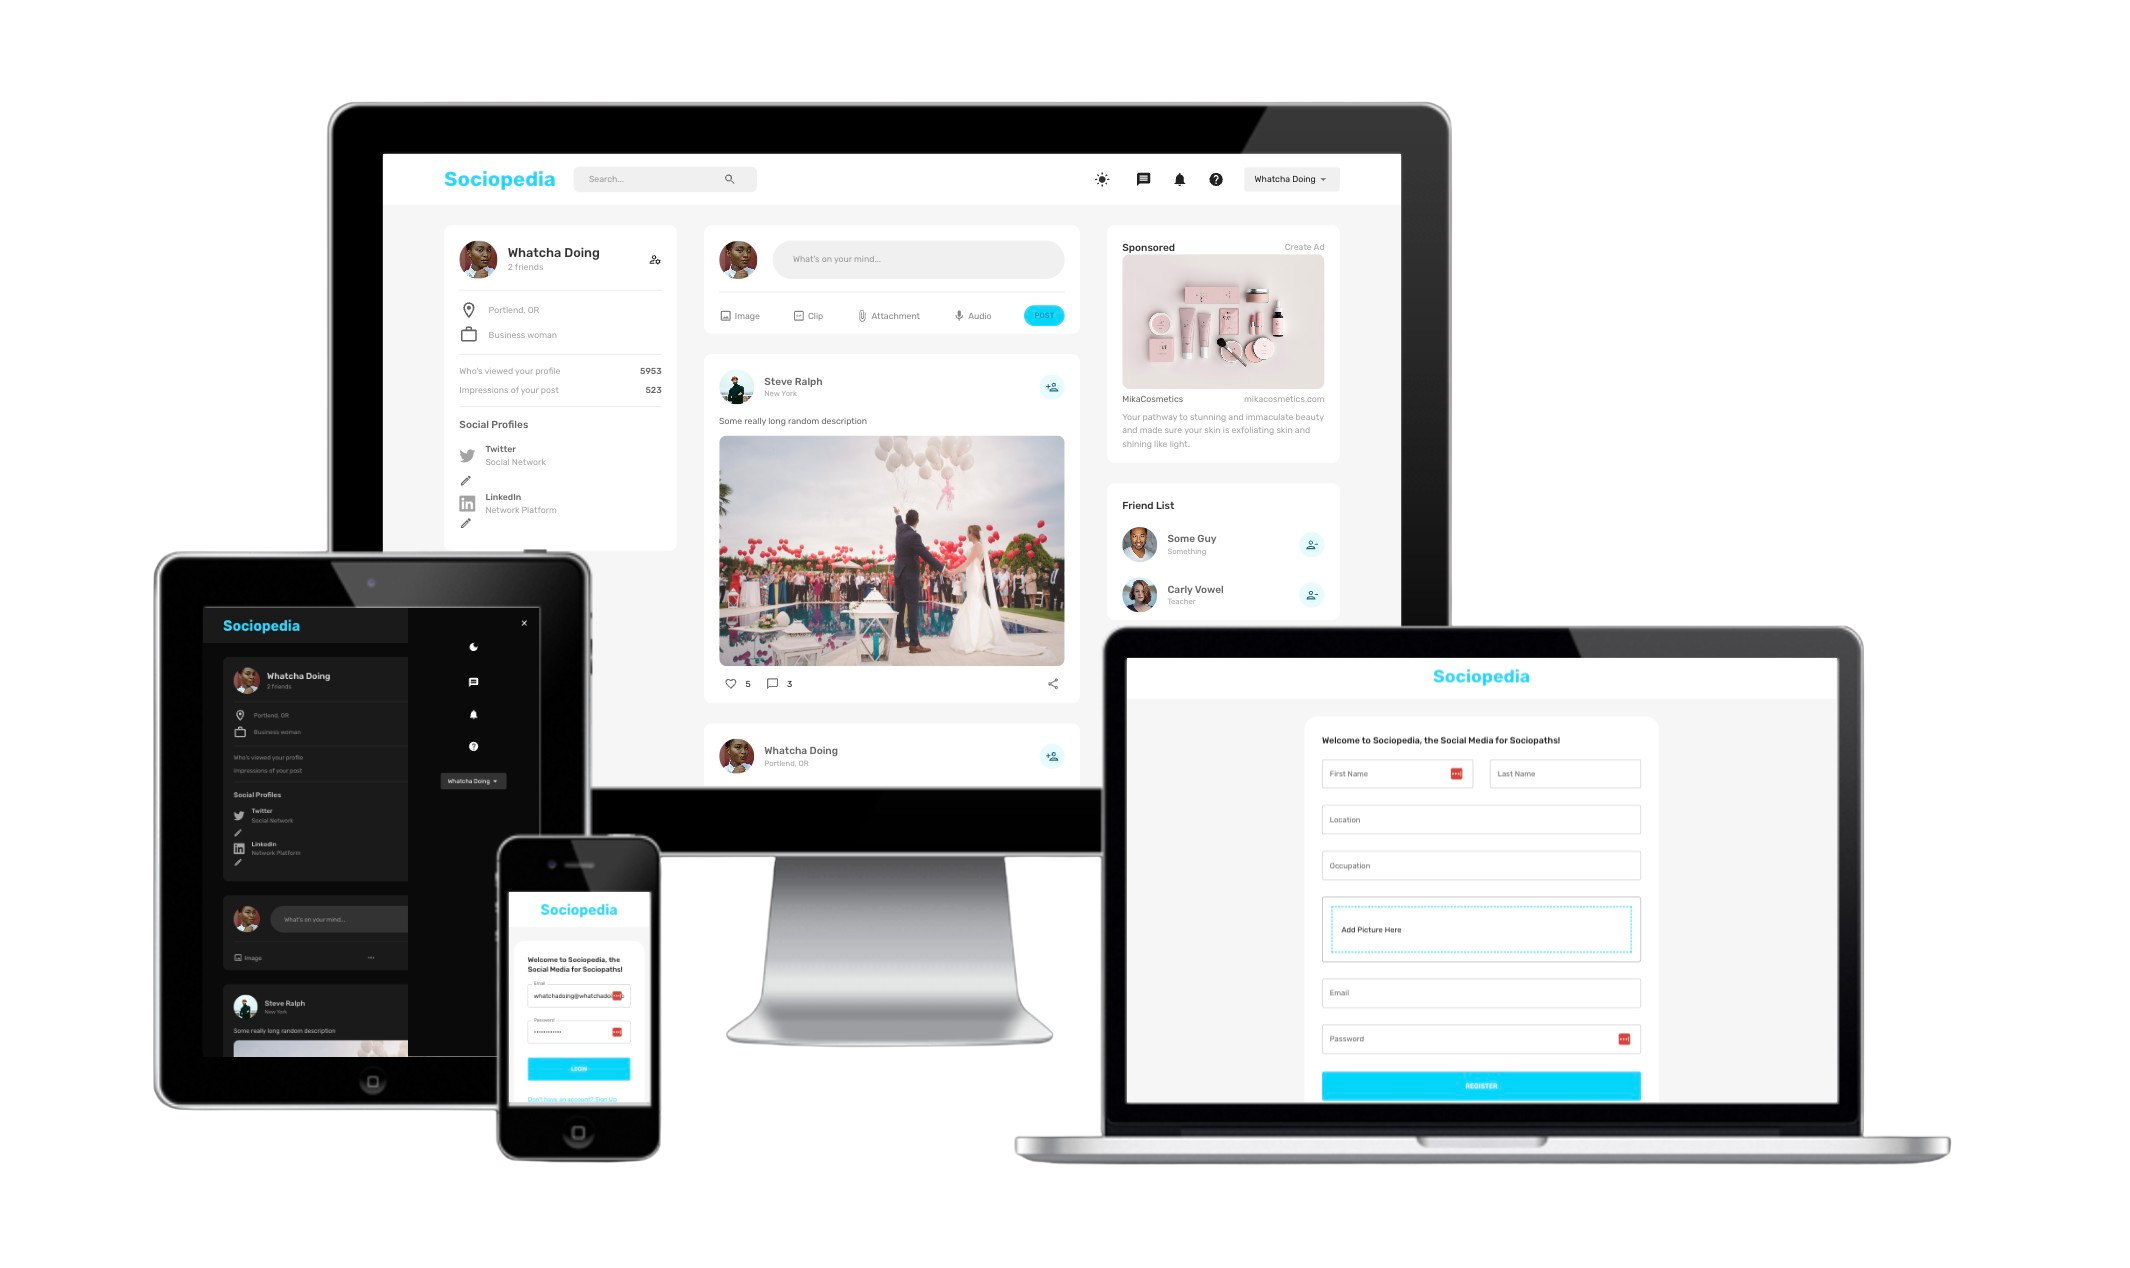 Sociopedia
Search...
Whatcha Doing
Whatcha Doing
2 friends
Portlend, OR
Business woman
Who's viewed your profile 5953
Impressions of your post 523
Social Profiles
Twitter
Social Network
LinkedIn
Network Platform
What's on your mind...
Image Clip Attachment Audio POST
Steve Ralph
New York
Some really long random description
5 3
Whatcha Doing
Portlend, OR
Sponsored Create Ad
MikaCosmetics mikacosmetics.com
Your pathway to stunning and immaculate beauty
and made sure your skin is exfoliating skin and
shining like light.
Friend List
Some Guy
Something
Carly Vowel
Teacher
Sociopedia
Whatcha Doing
2 friends
Portlend, OR
Business woman
Who's viewed your profile
Impressions of your post
Social Profiles
Twitter
Social Network
LinkedIn
Network Platform
What's on your mind...
Image
Steve Ralph
New York
Some really long random description
Whatcha Doing
Sociopedia
Welcome to Sociopedia, the
Social Media for Sociopaths!
Email
Password
LOGIN
Don't have an account? Sign Up
Sociopedia
Welcome to Sociopedia, the Social Media for Sociopaths!
First Name Last Name
Location
Occupation
Add Picture Here
Email
Password
REGISTER